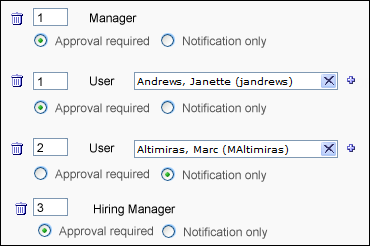 1 Manager
Approval required Notification only
1 User Andrews, Janette (jandrews)
Approval required Notification only
2 User Altimiras, Marc (MAltimiras)
Approval required Notification only
3 Hiring Manager
Approval required Notification only